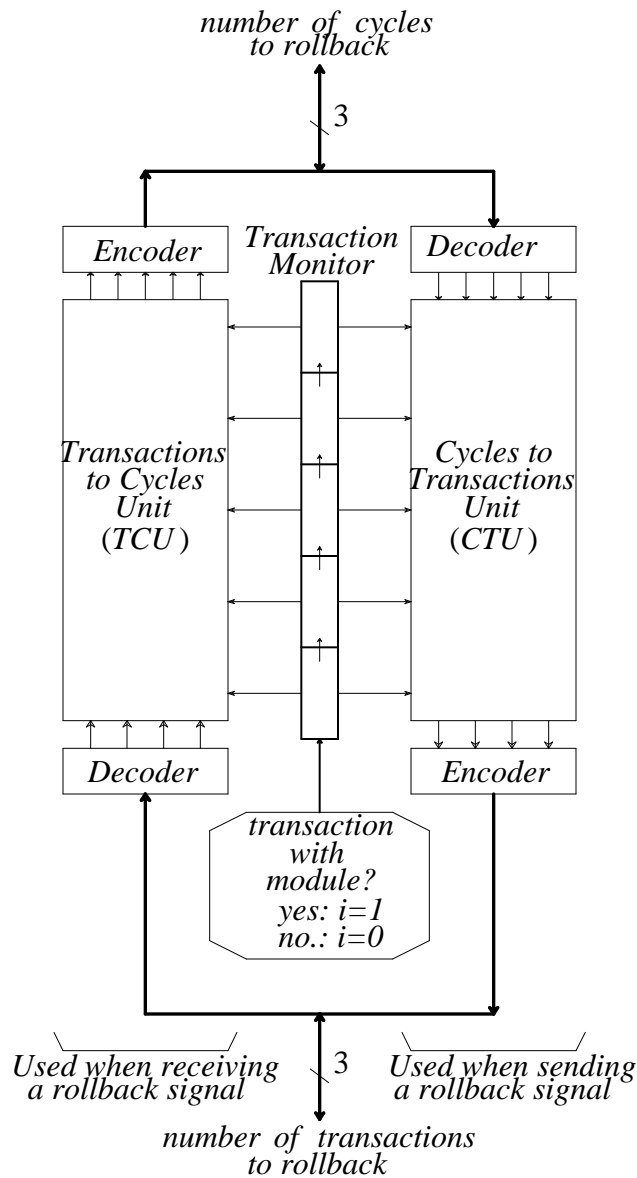 number of cycles
to rollback
3
Encoder
Transaction
Monitor
Decoder
Transactions
to Cycles
Unit
(TCU)
Cycles to
Transactions
Unit
(CTU)
Decoder
Encoder
transaction
with
module?
yes: i=1
no.: i=0
Used when receiving
a rollback signal
3
Used when sending
a rollback signal
number of transactions
to rollback